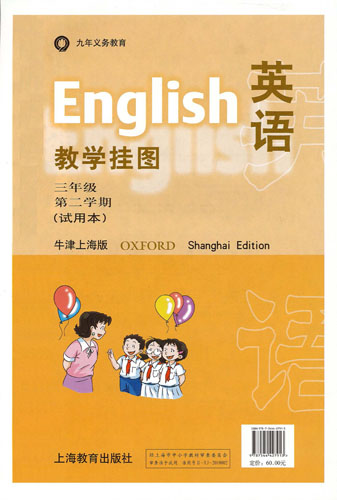 九年义务教育
English
英语
教学挂图
三年级
第二学期
(试用本)
牛津上海版 OXFORD Shanghai Edition
上海教育出版社
定价：60.00元